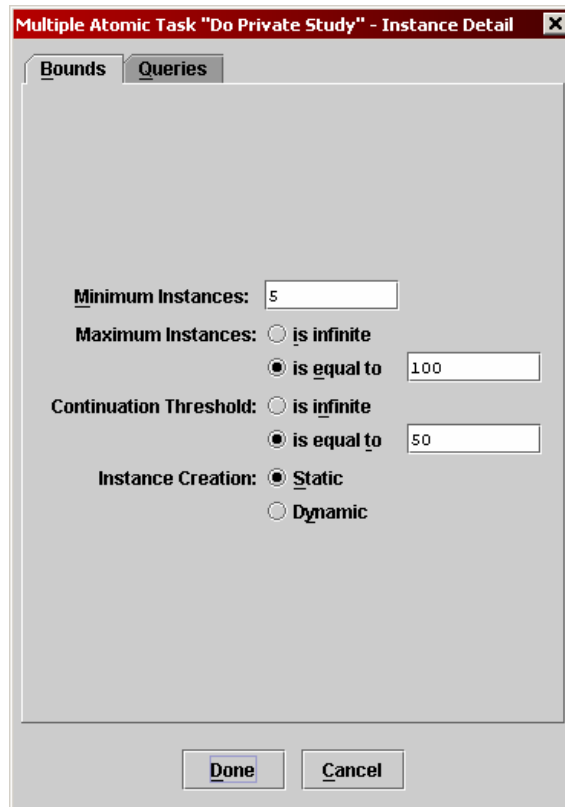 Multiple Atomic Task "Do Private Study" - Instance Detail
Bounds Queries
Minimum Instances: 5
Maximum Instances: is infinite
is equal to 100
Continuation Threshold: is infinite
is equal to 50
Instance Creation: Static
Dynamic
Done Cancel